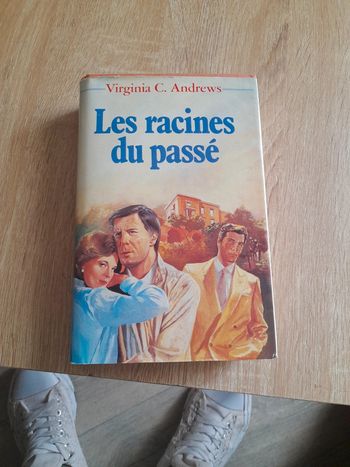 Virginia C. Andrews
Les racines
du passé